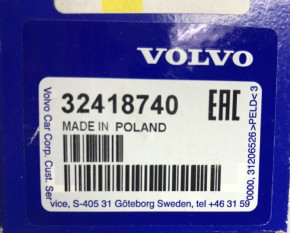 VOLVO
32418740
EAC
MADE IN POLAND
Volvo Car Corp. Cust. Ser
vice, S-405 31 Göteborg Sweden, tel +46 31 59
0000. 31206526>PELD<3